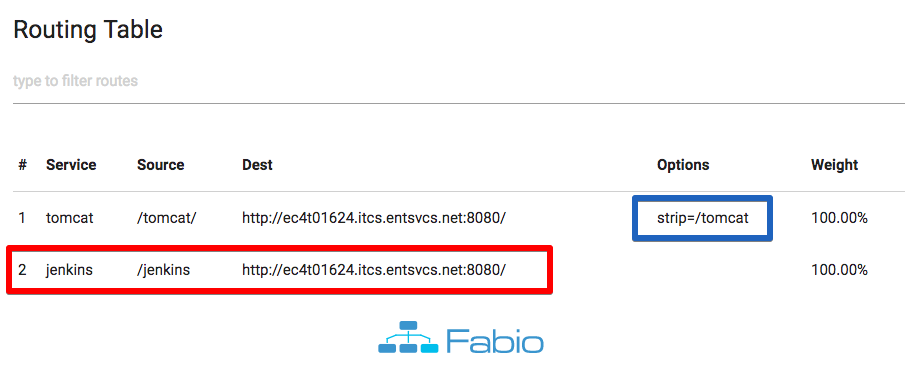 Routing Table
type to filter routes
# Service Source Dest Options Weight
1 tomcat /tomcat/ http://ec4t01624.itcs.entsvcs.net:8080/ strip=/tomcat 100.00%
2 jenkins /jenkins http://ec4t01624.itcs.entsvcs.net:8080/ 100.00%
Fabio